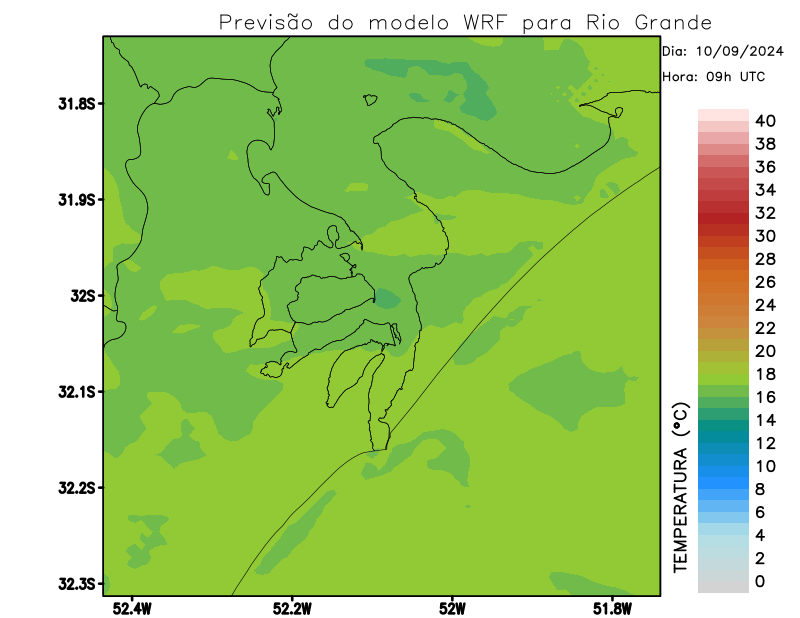 Previsão do modelo WRF para Rio Grande
Dia: 10/09/2024
Hora: 09h UTC
31.8S
31.9S
32S
32.1S
32.2S
32.3S
52.4W
52.2W
52W
51.8W
40
38
36
34
32
30
28
26
24
22
20
18
16
14
12
10
8
6
4
2
0
TEMPERATURA (°C)